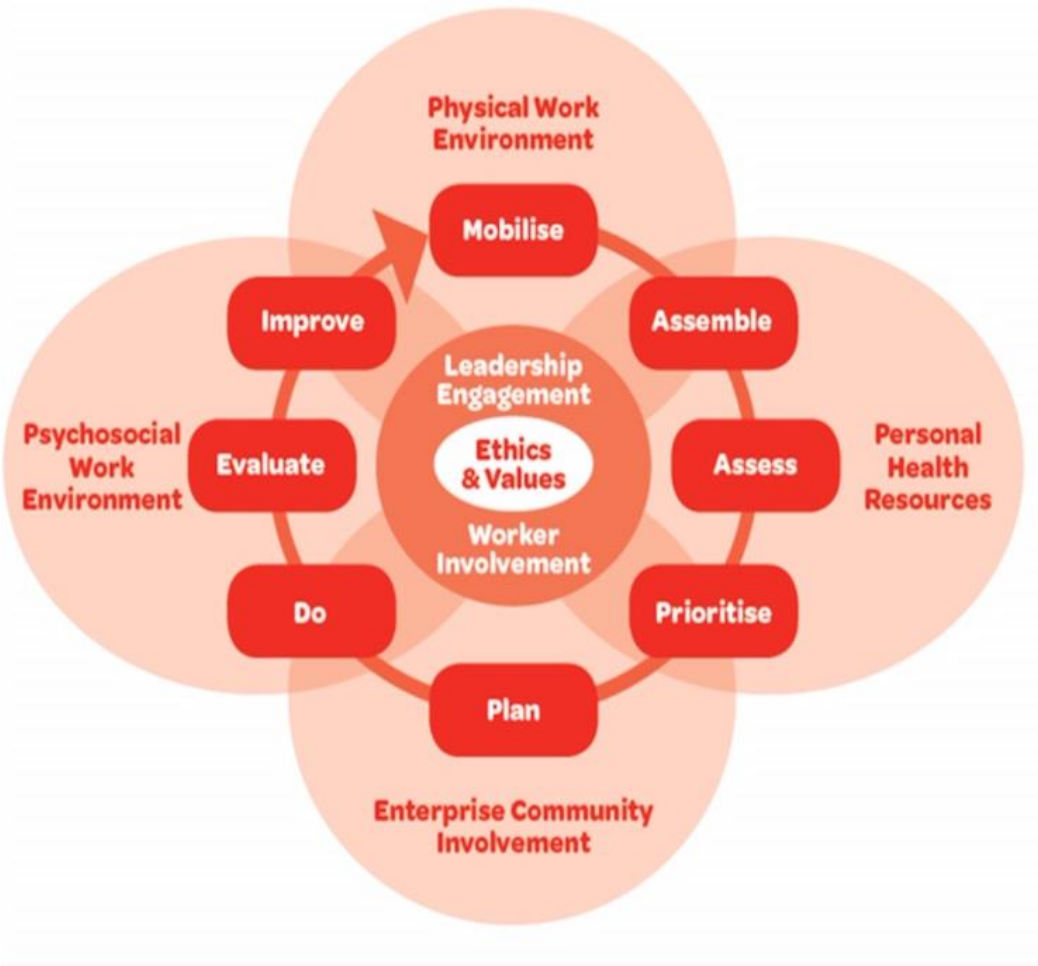 Physical Work
Environment
Mobilise
Improve
Assemble
Leadership
Engagement
Psychosocial
Work
Environment
Evaluate
Ethics
& Values
Assess
Personal
Health
Resources
Worker
Involvement
Do
Prioritise
Plan
Enterprise Community
Involvement